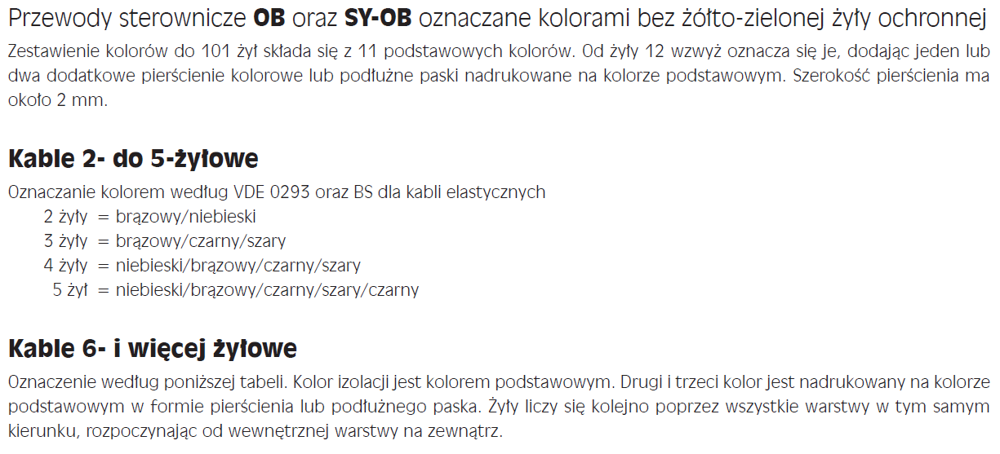 Przewody sterownicze OB oraz SY-OB oznaczane kolorami bez żółto-zielonej żyły ochronnej
Zestawienie kolorów do 101 żył składa się z 11 podstawowych kolorów. Od żyły 12 wzwyż oznacza się je, dodając jeden lub
dwa dodatkowe pierścienie kolorowe lub podłużne paski nadrukowane na kolorze podstawowym. Szerokość pierścienia ma
około 2 mm.
Kable 2- do 5-żyłowe
Oznaczanie kolorem według VDE 0293 oraz BS dla kabli elastycznych
2 żyły = brązowy/niebieski
3 żyły = brązowy/czarny/szary
4 żyły = niebieski/brązowy/czarny/szary
5 żył = niebieski/brązowy/czarny/szary/czarny
Kable 6- i więcej żyłowe
Oznaczenie według poniższej tabeli. Kolor izolacji jest kolorem podstawowym. Drugi i trzeci kolor jest nadrukowany na kolorze
podstawowym w formie pierścienia lub podłużnego paska. Żyły liczy się kolejno poprzez wszystkie warstwy w tym samym
kierunku, rozpoczynając od wewnętrznej warstwy na zewnątrz.